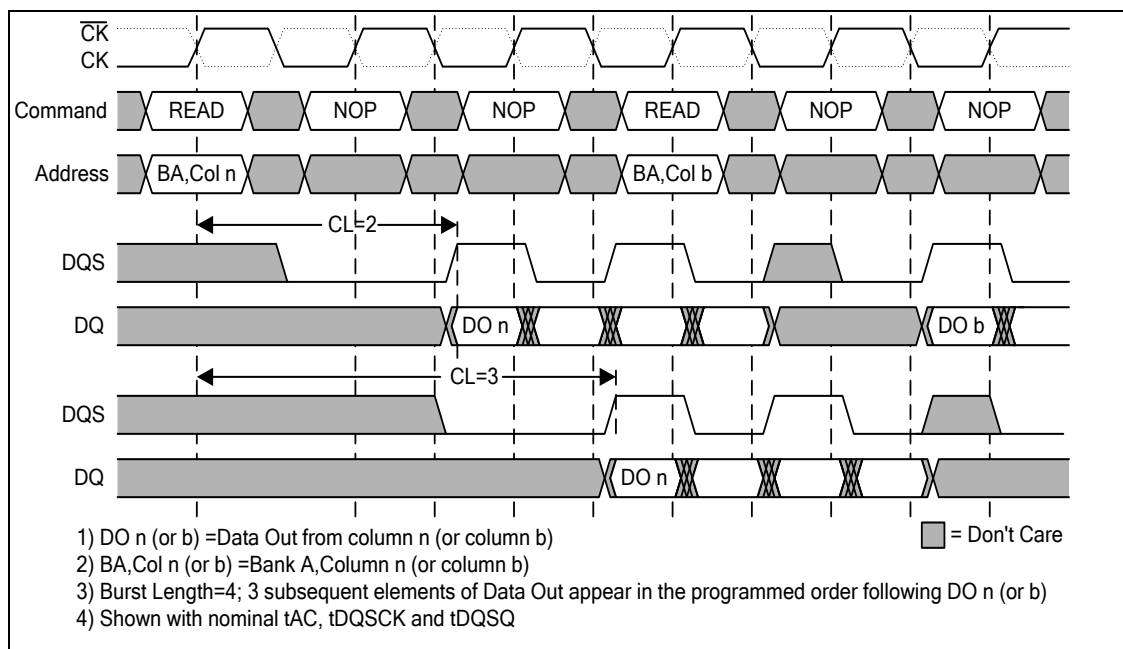 CK
CK
Command READ NOP NOP READ NOP NOP
Address BA,Col n BA,Col b
CL=2
DQS
DQ DO n DO b
CL=3
DQS
DQ DO n
1) DO n (or b) =Data Out from column n (or column b)
= Don't Care
2) BA,Col n (or b) =Bank A,Column n (or column b)
3) Burst Length=4; 3 subsequent elements of Data Out appear in the programmed order following DO n (or b)
4) Shown with nominal tAC, tDQSCK and tDQSQ